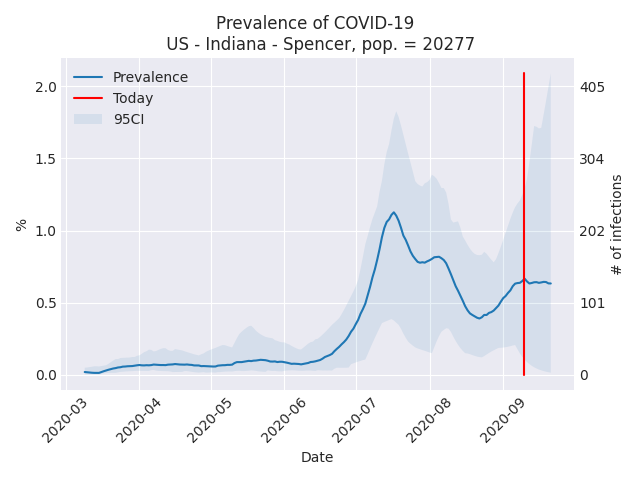 Prevalence of COVID-19
US - Indiana - Spencer, pop. = 20277
Prevalence
Today
95CI
2.0
1.5
1.0
0.5
0.0
%
405
304
202
101
0
# of infections
2020-03
2020-04
2020-05
2020-06
2020-07
2020-08
2020-09
Date